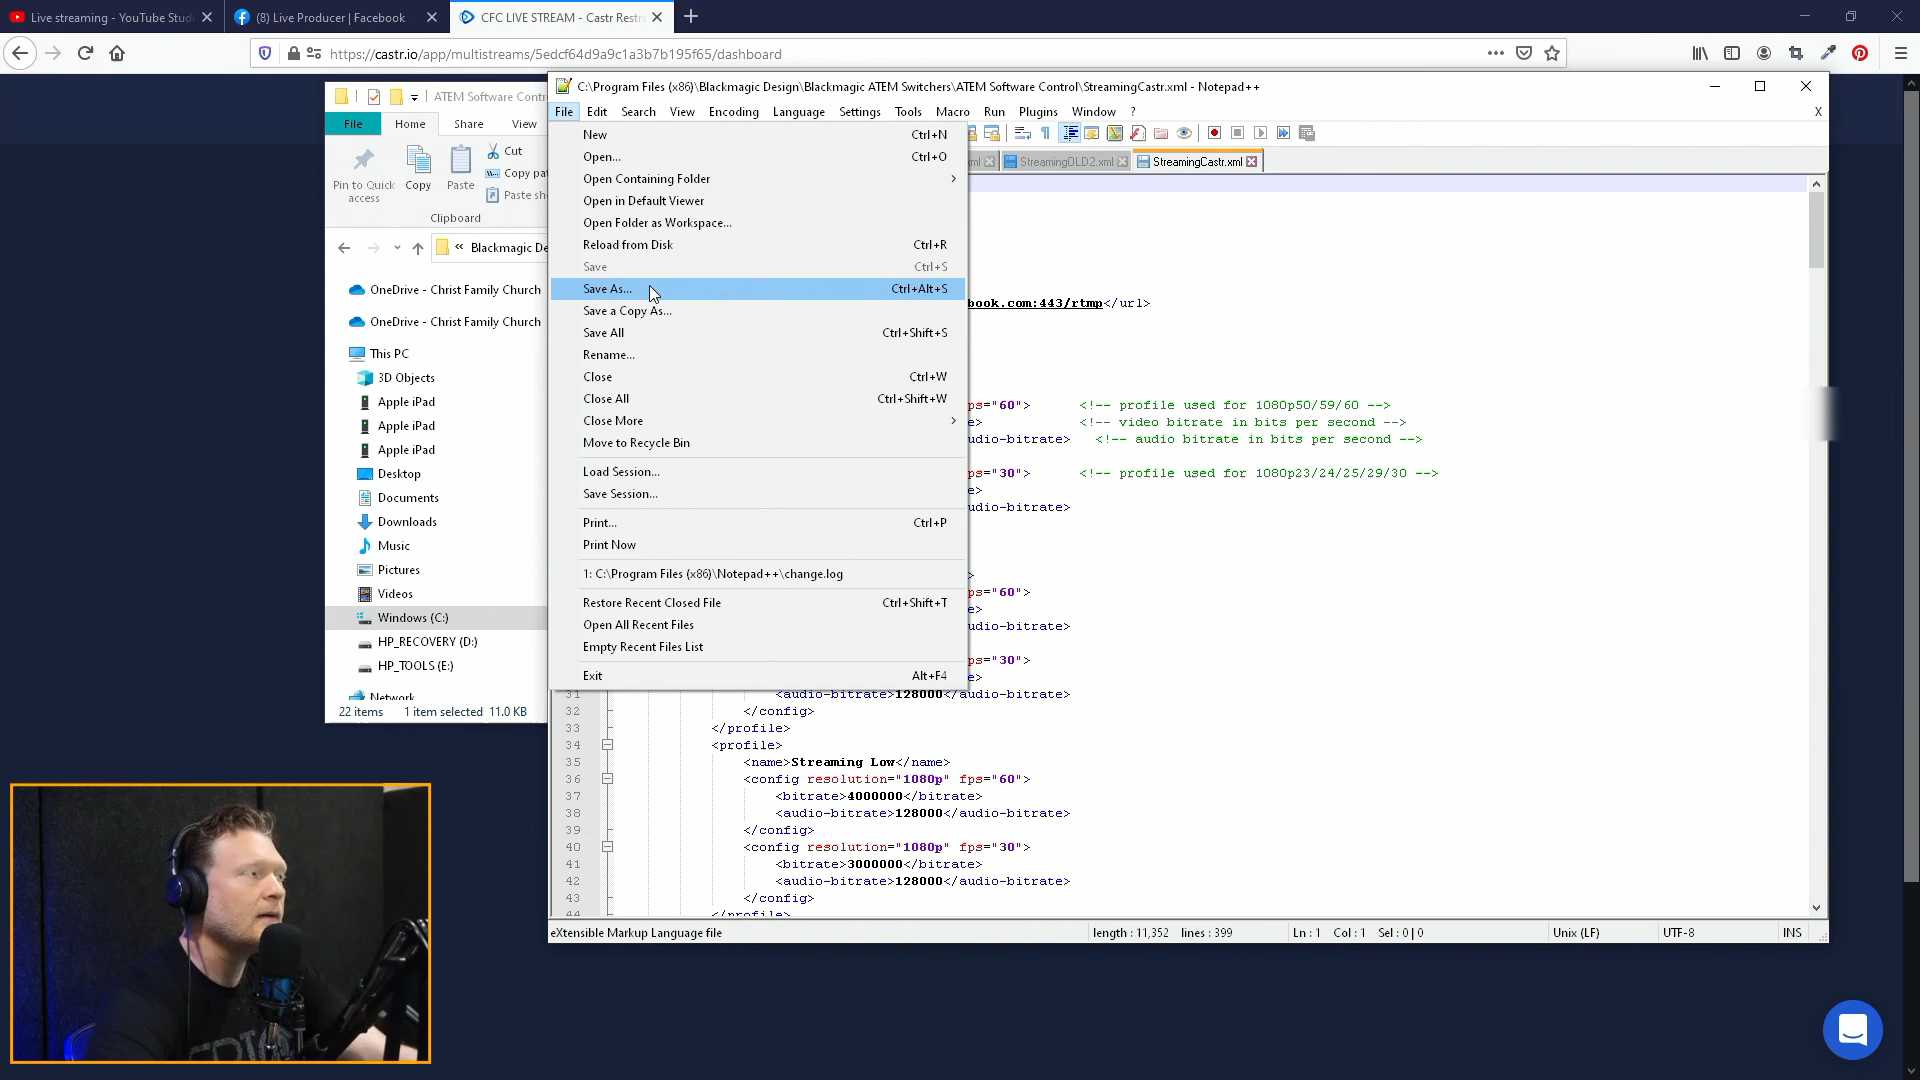 Live streaming - YouTube Studi
(8) Live Producer | Facebook
CFC LIVE STREAM - Castr Restre
https://castr.io/app/multistreams/5edcf64d9a9c1a3b7b195f65/dashboard
ATEM Software Contr
File Home Share View
Pin to Quick access
Copy
Paste
Cut
Copy pat
Paste sh
Clipboard
« Blackmagic De
OneDrive - Christ Family Church
OneDrive - Christ Family Church
This PC
3D Objects
Apple iPad
Apple iPad
Apple iPad
Desktop
Documents
Downloads
Music
Pictures
Videos
Windows (C:)
HP_RECOVERY (D:)
HP_TOOLS (E:)
Network
22 items 1 item selected 11.0 KB
C:\Program Files (x86)\Blackmagic Design\Blackmagic ATEM Switchers\ATEM Software Control\StreamingCastr.xml - Notepad++
File Edit Search View Encoding Language Settings Tools Macro Run Plugins Window ? X
ml StreamingOLD2.xml StreamingCastr.xml
New Ctrl+N
Open... Ctrl+O
Open Containing Folder
Open in Default Viewer
Open Folder as Workspace...
Reload from Disk Ctrl+R
Save Ctrl+S
Save As... Ctrl+Alt+S
Save a Copy As...
Save All Ctrl+Shift+S
Rename...
Close Ctrl+W
Close All Ctrl+Shift+W
Close More
Move to Recycle Bin
Load Session...
Save Session...
Print... Ctrl+P
Print Now
1: C:\Program Files (x86)\Notepad++\change.log
Restore Recent Closed File Ctrl+Shift+T
Open All Recent Files
Empty Recent Files List
Exit Alt+F4
book.com:443/rtmp</url>
ps="60"> <!-- profile used for 1080p50/59/60 -->
e> <!-- video bitrate in bits per second -->
udio-bitrate> <!-- audio bitrate in bits per second -->
ps="30"> <!-- profile used for 1080p23/24/25/29/30 -->
e>
udio-bitrate>
>
ps="60">
e>
udio-bitrate>
ps="30">
e>
31 <audio-bitrate>128000</audio-bitrate>
32 </config>
33 </profile>
34 <profile>
35 <name>Streaming Low</name>
36 <config resolution="1080p" fps="60">
37 <bitrate>4000000</bitrate>
38 <audio-bitrate>128000</audio-bitrate>
39 </config>
40 <config resolution="1080p" fps="30">
41 <bitrate>3000000</bitrate>
42 <audio-bitrate>128000</audio-bitrate>
43 </config>
44 </profile>
eXtensible Markup Language file length : 11,352 lines : 399 Ln : 1 Col : 1 Sel : 0 | 0 Unix (LF) UTF-8 INS